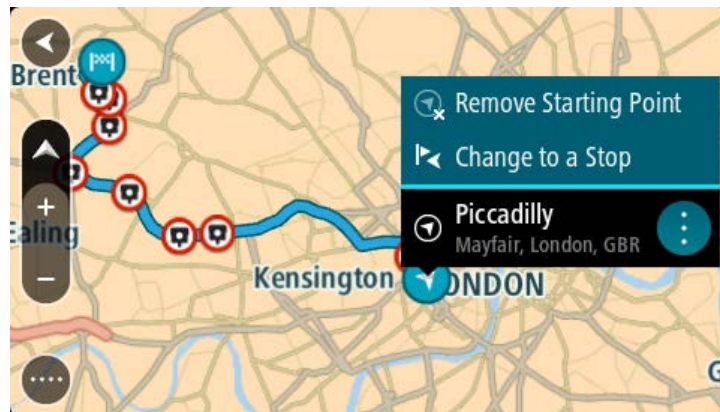 Brent
Remove Starting Point
Change to a Stop
Piccadilly
Mayfair, London, GBR
Ealing
Kensington
ONDON
G